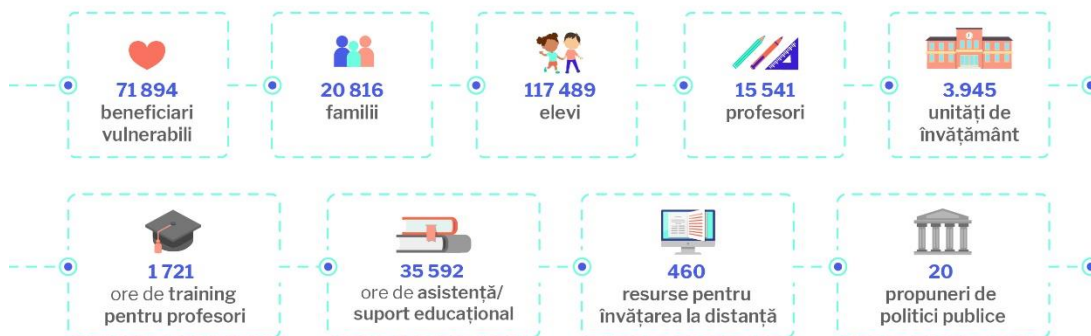 71 894
beneficiari
vulnerabili
20 816
familii
117 489
elevi
15 541
profesori
3.945
unități de
învățământ
1 721
ore de training
pentru profesori
35 592
ore de asistență/
suport educațional
460
resurse pentru
învățarea la distanță
20
propuneri de
politici publice